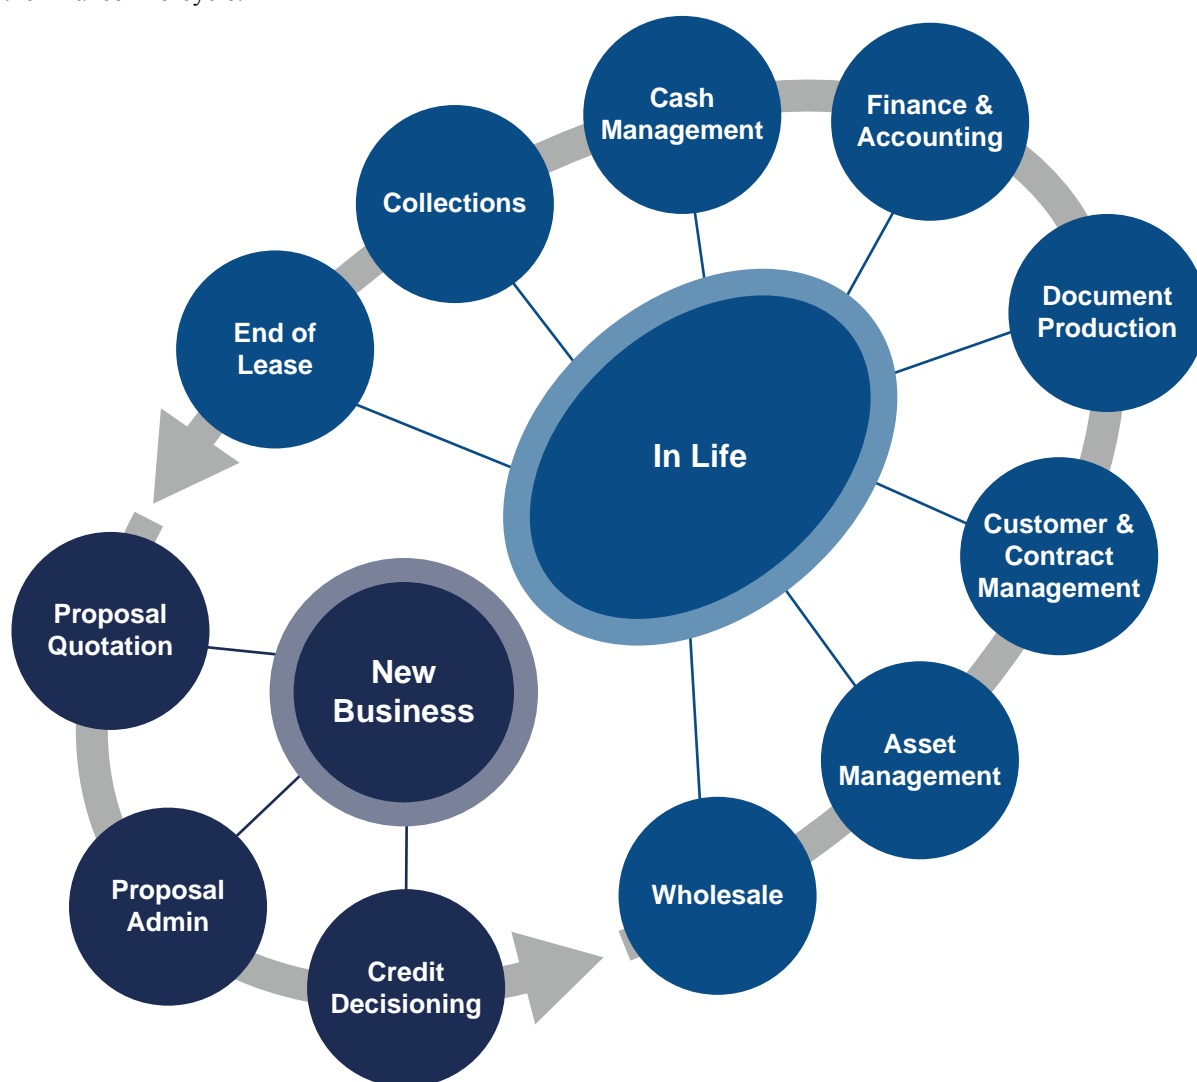 Cash
Management
Finance &
Accounting
Collections
Document
Production
End of
Lease
In Life
Customer &
Contract
Management
Proposal
Quotation
New
Business
Asset
Management
Proposal
Admin
Wholesale
Credit
Decisioning